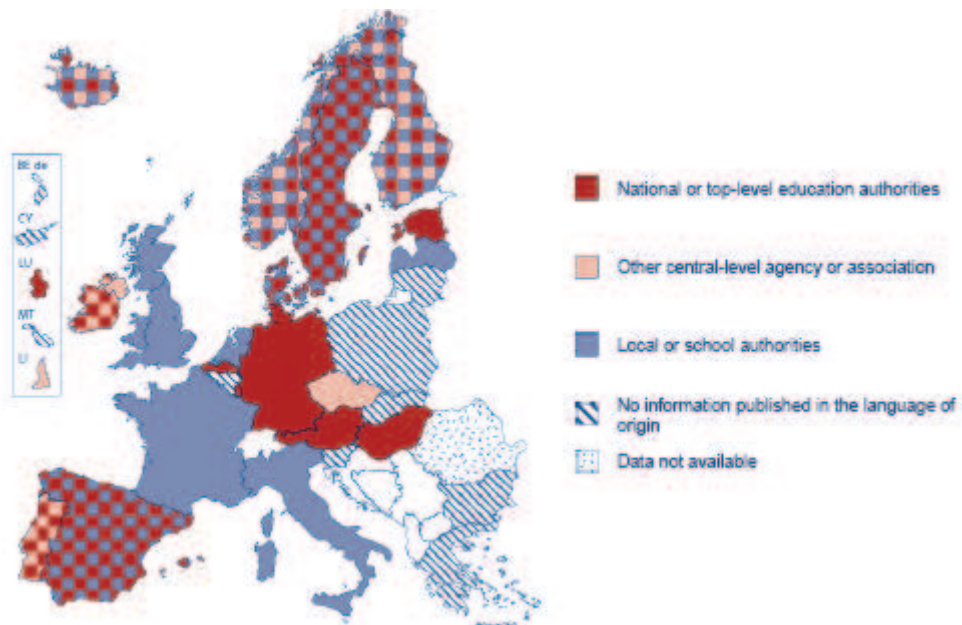 BE de
CY
LU
MT
LI
National or top-level education authorities
Other central-level agency or association
Local or school authorities
No information published in the language of
origin
Data not available